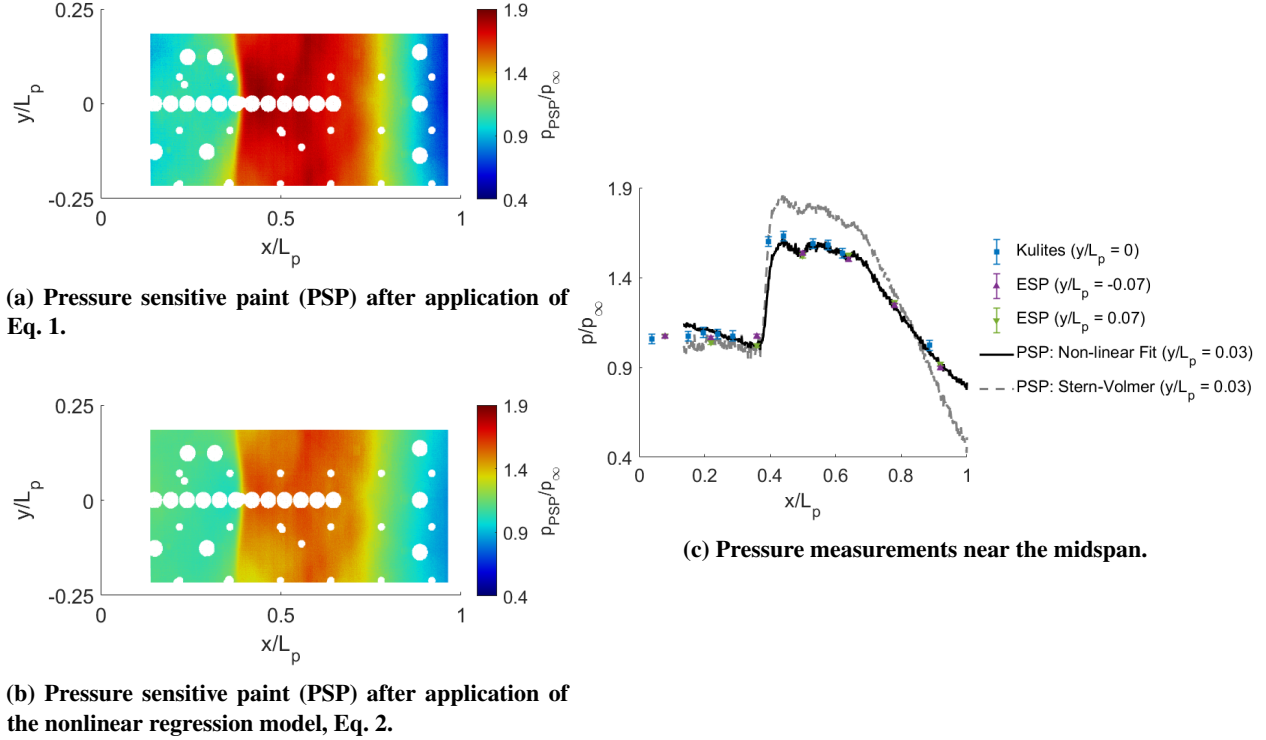 0.25
0
-0.25
y/L_p
0
0.5
1
x/L_p
1.9
1.4
0.9
0.4
p_PSP/p_∞
(a) Pressure sensitive paint (PSP) after application of
Eq. 1.
0.25
0
-0.25
y/L_p
0
0.5
1
x/L_p
1.9
1.4
0.9
0.4
p_PSP/p_∞
(b) Pressure sensitive paint (PSP) after application of
the nonlinear regression model, Eq. 2.
1.9
1.4
0.9
0.4
p/p_∞
0
0.2
0.4
0.6
0.8
1
x/L_p
Kulites (y/L_p = 0)
ESP (y/L_p = -0.07)
ESP (y/L_p = 0.07)
PSP: Non-linear Fit (y/L_p = 0.03)
PSP: Stern-Volmer (y/L_p = 0.03)
(c) Pressure measurements near the midspan.